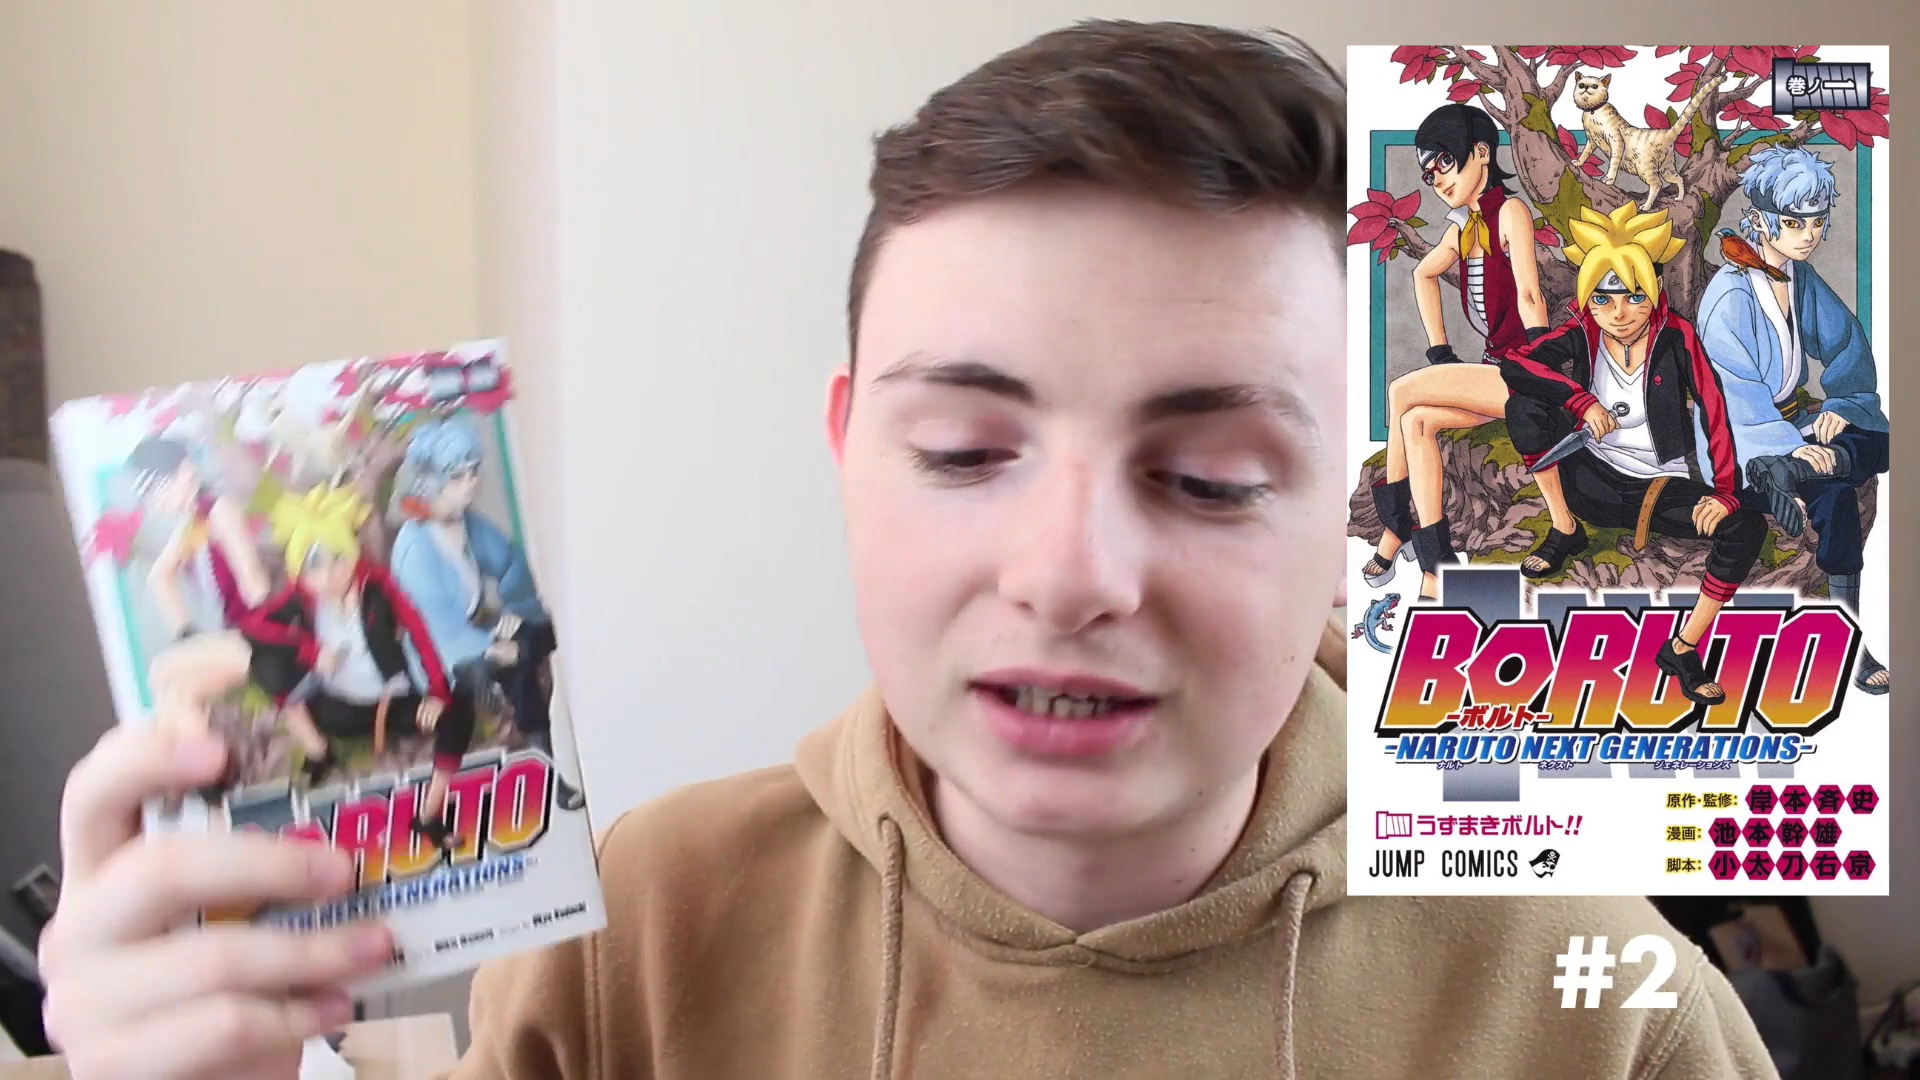 巻ノ一
BORUTO
-ボルト-
-NARUTO NEXT GENERATIONS-
ナルト ネクスト ジェネレーションズ
原作・監修: 岸本斉史
うずまきボルト!!
漫画: 池本幹雄
JUMP COMICS
脚本: 小太刀右京
#2
RUTO
NEXT GENERATIONS